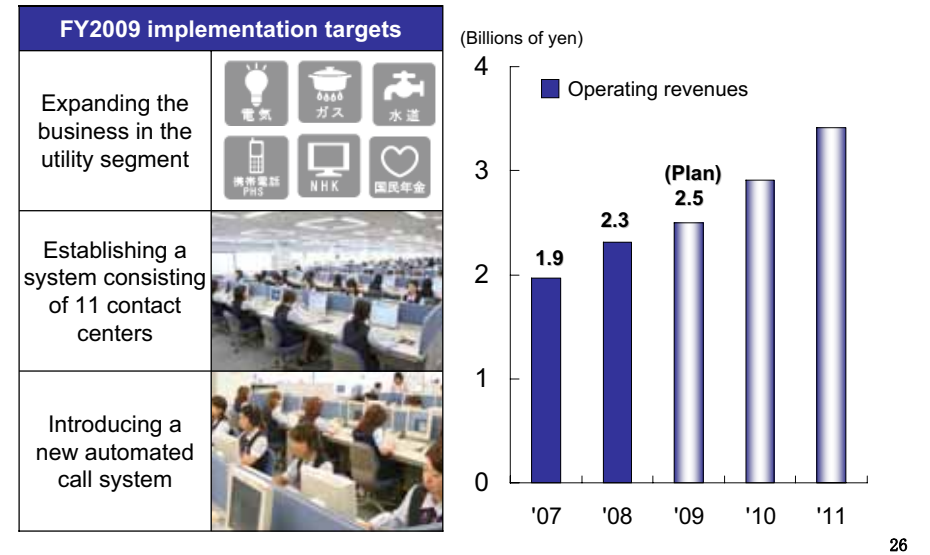 FY2009 implementation targets
Expanding the
business in the
utility segment
電気
ガス
水道
携帯電話
PHS
NHK
国民年金
Establishing a
system consisting
of 11 contact
centers
Introducing a
new automated
call system
(Billions of yen)
Operating revenues
4
3
2
1
0
1.9
2.3
(Plan)
2.5
'07
'08
'09
'10
'11
26